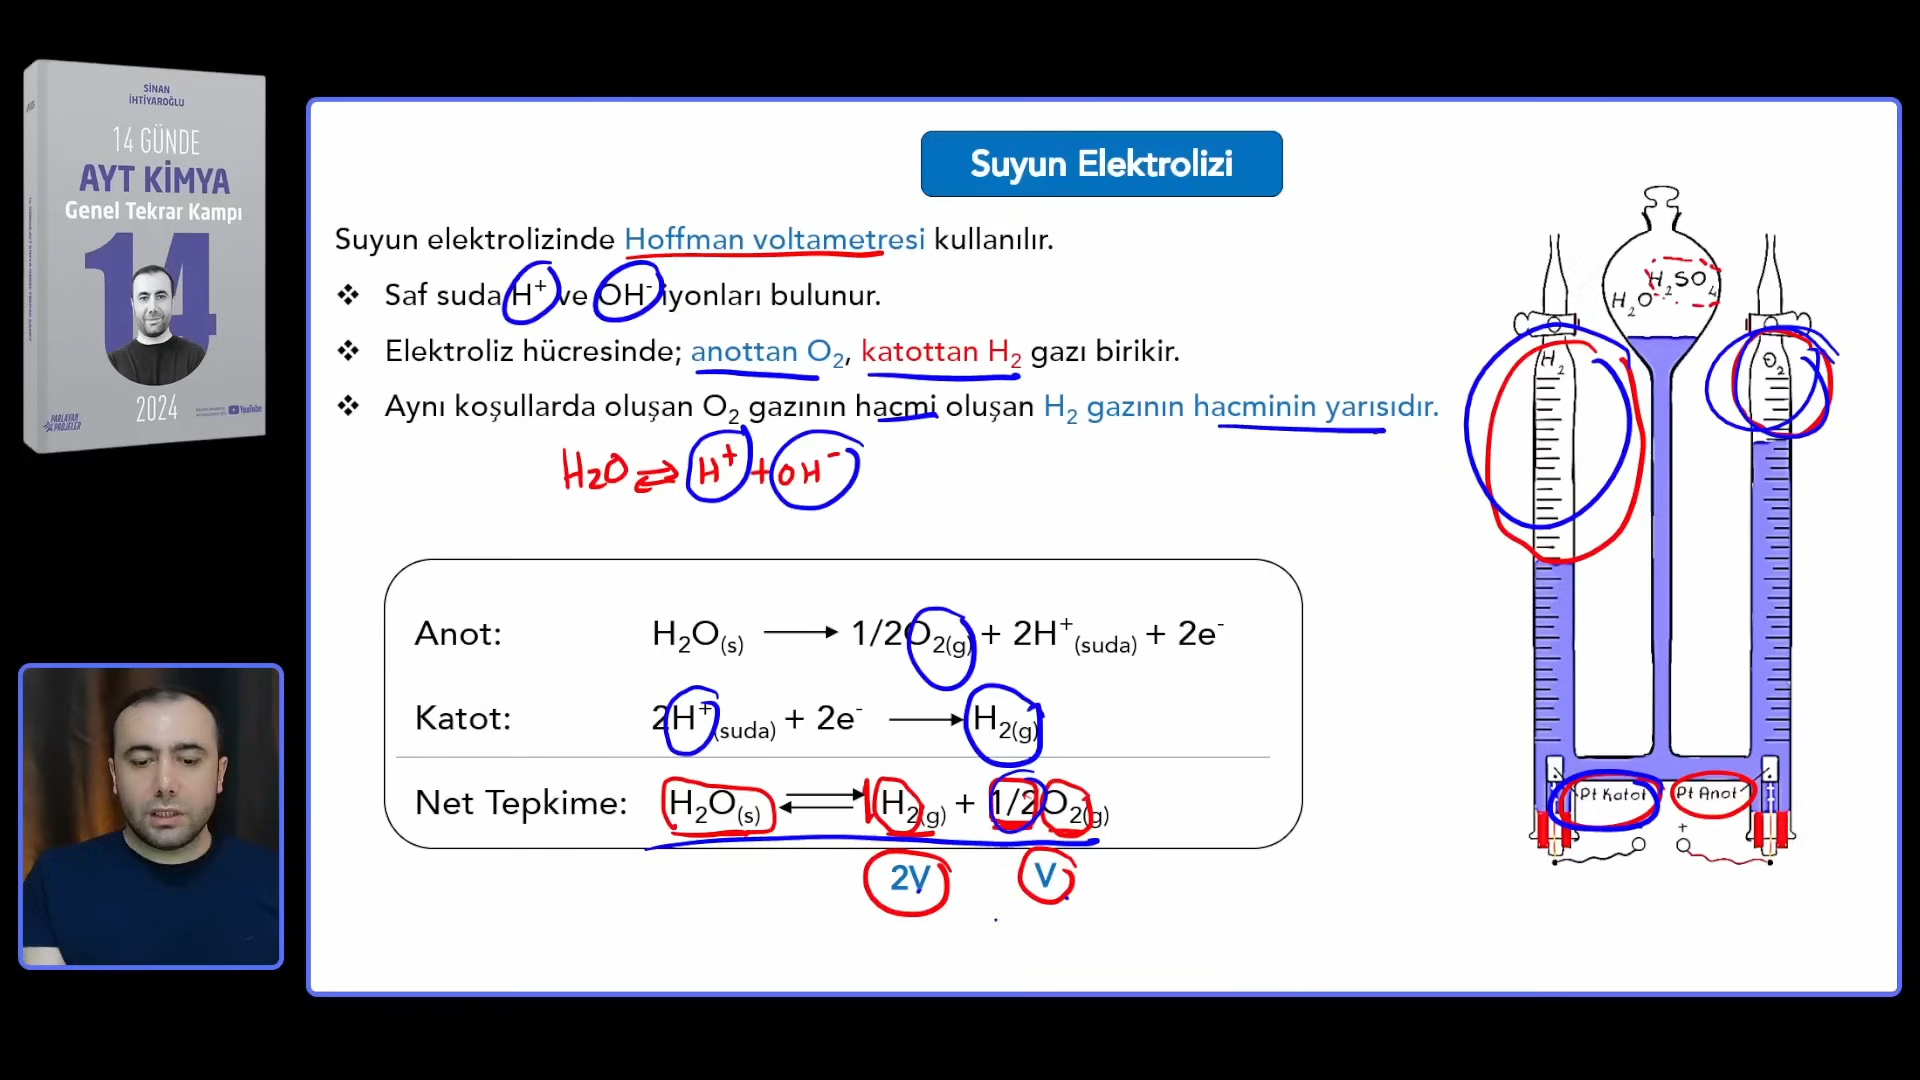 SİNAN
İHTİYAROĞLU
14 GÜNDE
AYT KİMYA
Genel Tekrar Kampı
14
2024
PARLAYAN
PROJELER
YouTube
Suyun Elektrolizi
Suyun elektrolizinde Hoffman voltametresi kullanılır.
❖ Saf suda H⁺ ve OH⁻ iyonları bulunur.
❖ Elektroliz hücresinde; anottan O₂, katottan H₂ gazı birikir.
❖ Aynı koşullarda oluşan O₂ gazının hacmi oluşan H₂ gazının hacminin yarısıdır.
H₂O ⇌ H⁺ + OH⁻
Anot: H₂O(s) ⟶ 1/2O₂(g) + 2H⁺(suda) + 2e⁻
Katot: 2H⁺(suda) + 2e⁻ ⟶ H₂(g)
Net Tepkime: H₂O(s) ⇌ H₂(g) + 1/2O₂(g)
2V V
H₂O H₂SO₄
H₂
O₂
Pt Katot
Pt Anot
+